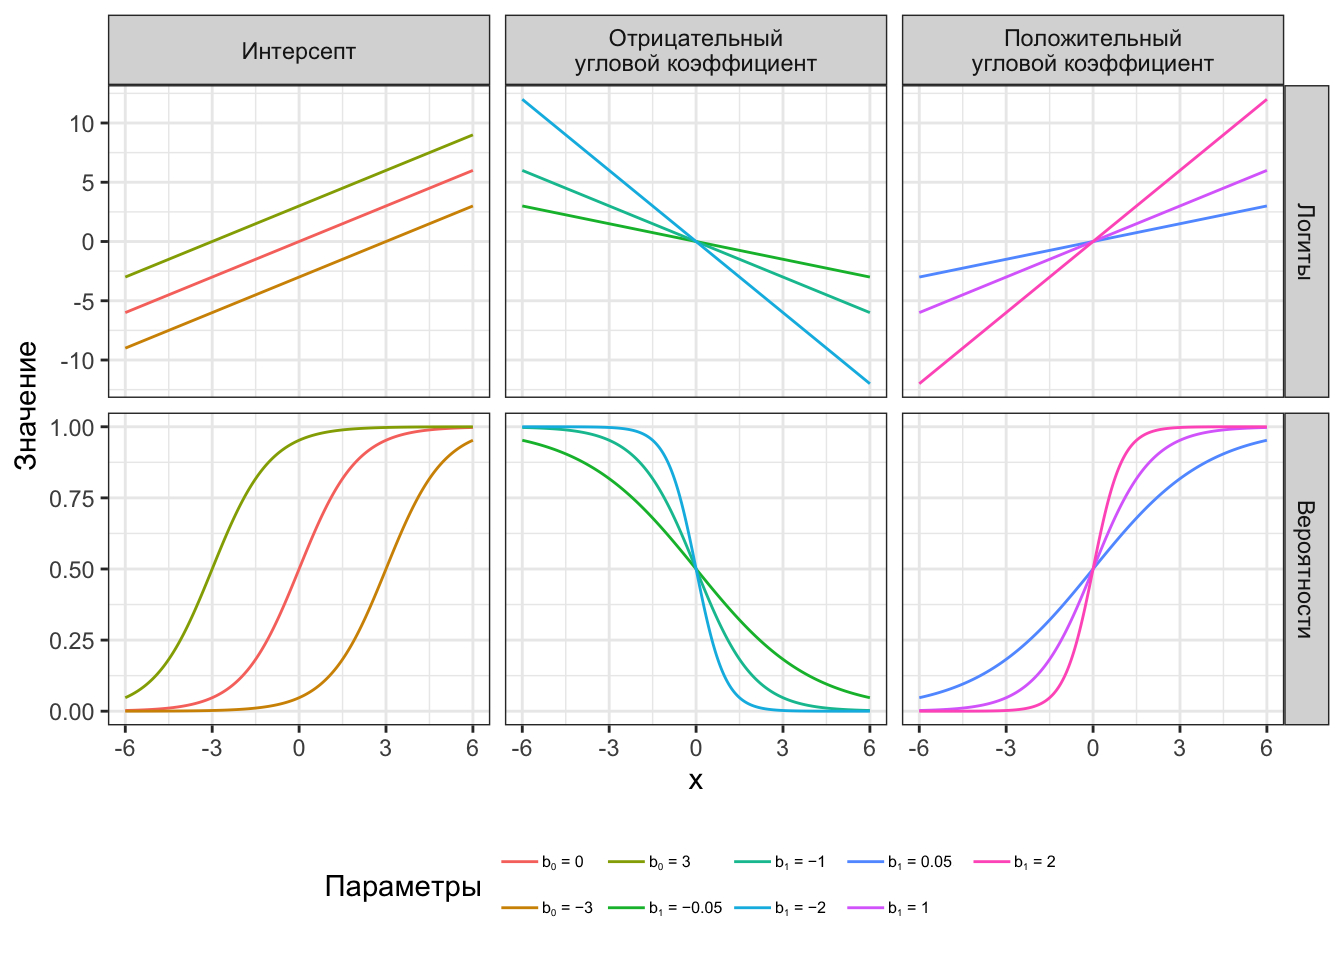 Интерсепт
Отрицательный
угловой коэффициент
Положительный
угловой коэффициент
10
5
0
-5
-10
Логиты
Значение
1.00
0.75
0.50
0.25
0.00
Вероятности
-6 -3 0 3 6
-6 -3 0 3 6
-6 -3 0 3 6
x
Параметры
b₀ = 0 b₀ = 3 b₁ = −1 b₁ = 0.05 b₁ = 2
b₀ = −3 b₁ = −0.05 b₁ = −2 b₁ = 1